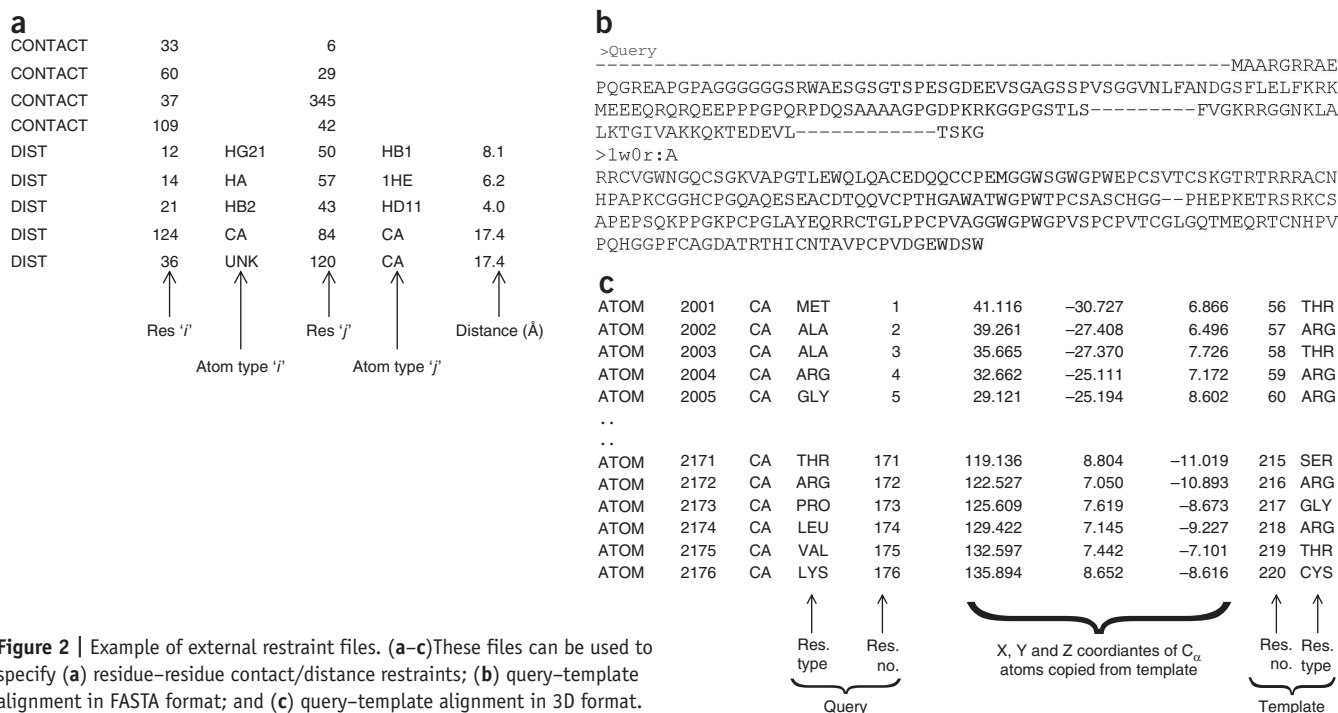 a
CONTACT 33 6
CONTACT 60 29
CONTACT 37 345
CONTACT 109 42
DIST 12 HG21 50 HB1 8.1
DIST 14 HA 57 1HE 6.2
DIST 21 HB2 43 HD11 4.0
DIST 124 CA 84 CA 17.4
DIST 36 UNK 120 CA 17.4
Res ‘i’ Res ‘j’ Distance (Å)
Atom type ‘i’ Atom type ‘j’
b
>Query
--------------------------------------------------MAARGRRAE
PQGREAPGPAGGGGGGSRWAESGSGTSPESGDEEVSGAGSSPVSGGVNLFANDGSFLELFKRK
MEEEQRQRQEEPPPGPQRPDQSAAAAGPGDPKRKGGPGSTLS---------FVGKRRGGNKLA
LKTGIVAKKQKTEDEVL------------TSKG
>1w0r:A
RRCVGWNGQCSGKVAPGTLEWQLQACEDQQCCPEMGGWSGWGPWEPCSVTCSKGTRTRRRACN
HPAPKCGGHCPGQAQESEACDTQQVCPTHGAWATWGPWTPCSASCHGG--PHEPKETRSRKCS
APEPSQKPPGKPCPGLAYEQRRCTGLPPCPVAGGWGPWGPVSPCPVTCGLGQTMEQRTCNHPV
PQHGGPFCAGDATRTHICNTAVPCPVDGEWDSW
c
ATOM 2001 CA MET 1 41.116 –30.727 6.866 56 THR
ATOM 2002 CA ALA 2 39.261 –27.408 6.496 57 ARG
ATOM 2003 CA ALA 3 35.665 –27.370 7.726 58 THR
ATOM 2004 CA ARG 4 32.662 –25.111 7.172 59 ARG
ATOM 2005 CA GLY 5 29.121 –25.194 8.602 60 ARG
..
..
ATOM 2171 CA THR 171 119.136 8.804 –11.019 215 SER
ATOM 2172 CA ARG 172 122.527 7.050 –10.893 216 ARG
ATOM 2173 CA PRO 173 125.609 7.619 –8.673 217 GLY
ATOM 2174 CA LEU 174 129.422 7.145 –9.227 218 ARG
ATOM 2175 CA VAL 175 132.597 7.442 –7.101 219 THR
ATOM 2176 CA LYS 176 135.894 8.652 –8.616 220 CYS
Res. type Res. no. X, Y and Z coordiantes of Cα atoms copied from template Res. no. Res. type
Query Template
Figure 2 | Example of external restraint files. (a–c)These files can be used to
specify (a) residue–residue contact/distance restraints; (b) query–template
alignment in FASTA format; and (c) query–template alignment in 3D format.